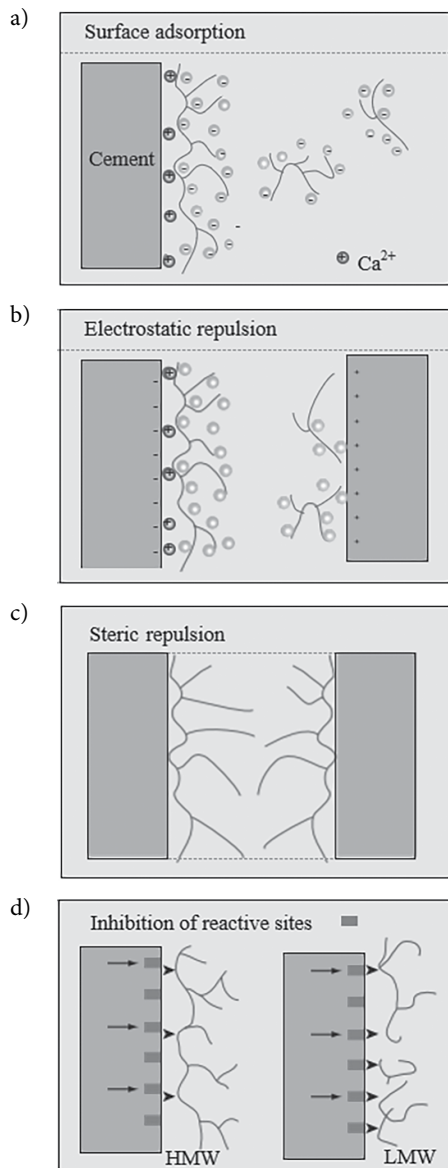 a)
Surface adsorption
Cement
Ca²⁺
b)
Electrostatic repulsion
c)
Steric repulsion
d)
Inhibition of reactive sites
HMW LMW